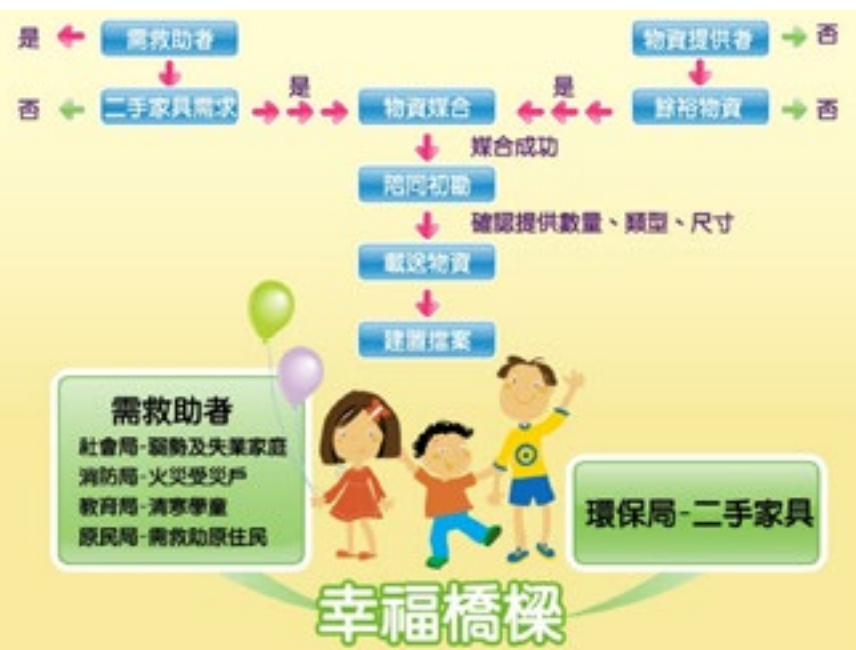 是 需救助者 物資提供者 否
否 二手家具需求 是 物資媒合 是 餘裕物資 否
媒合成功
陪同初勘
確認提供數量、類型、尺寸
載送物資
建置檔案
需救助者
社會局-弱勢及失業家庭
消防局-火災受災戶
教育局-清寒學童
原民局-需救助原住民
環保局-二手家具
幸福橋樑